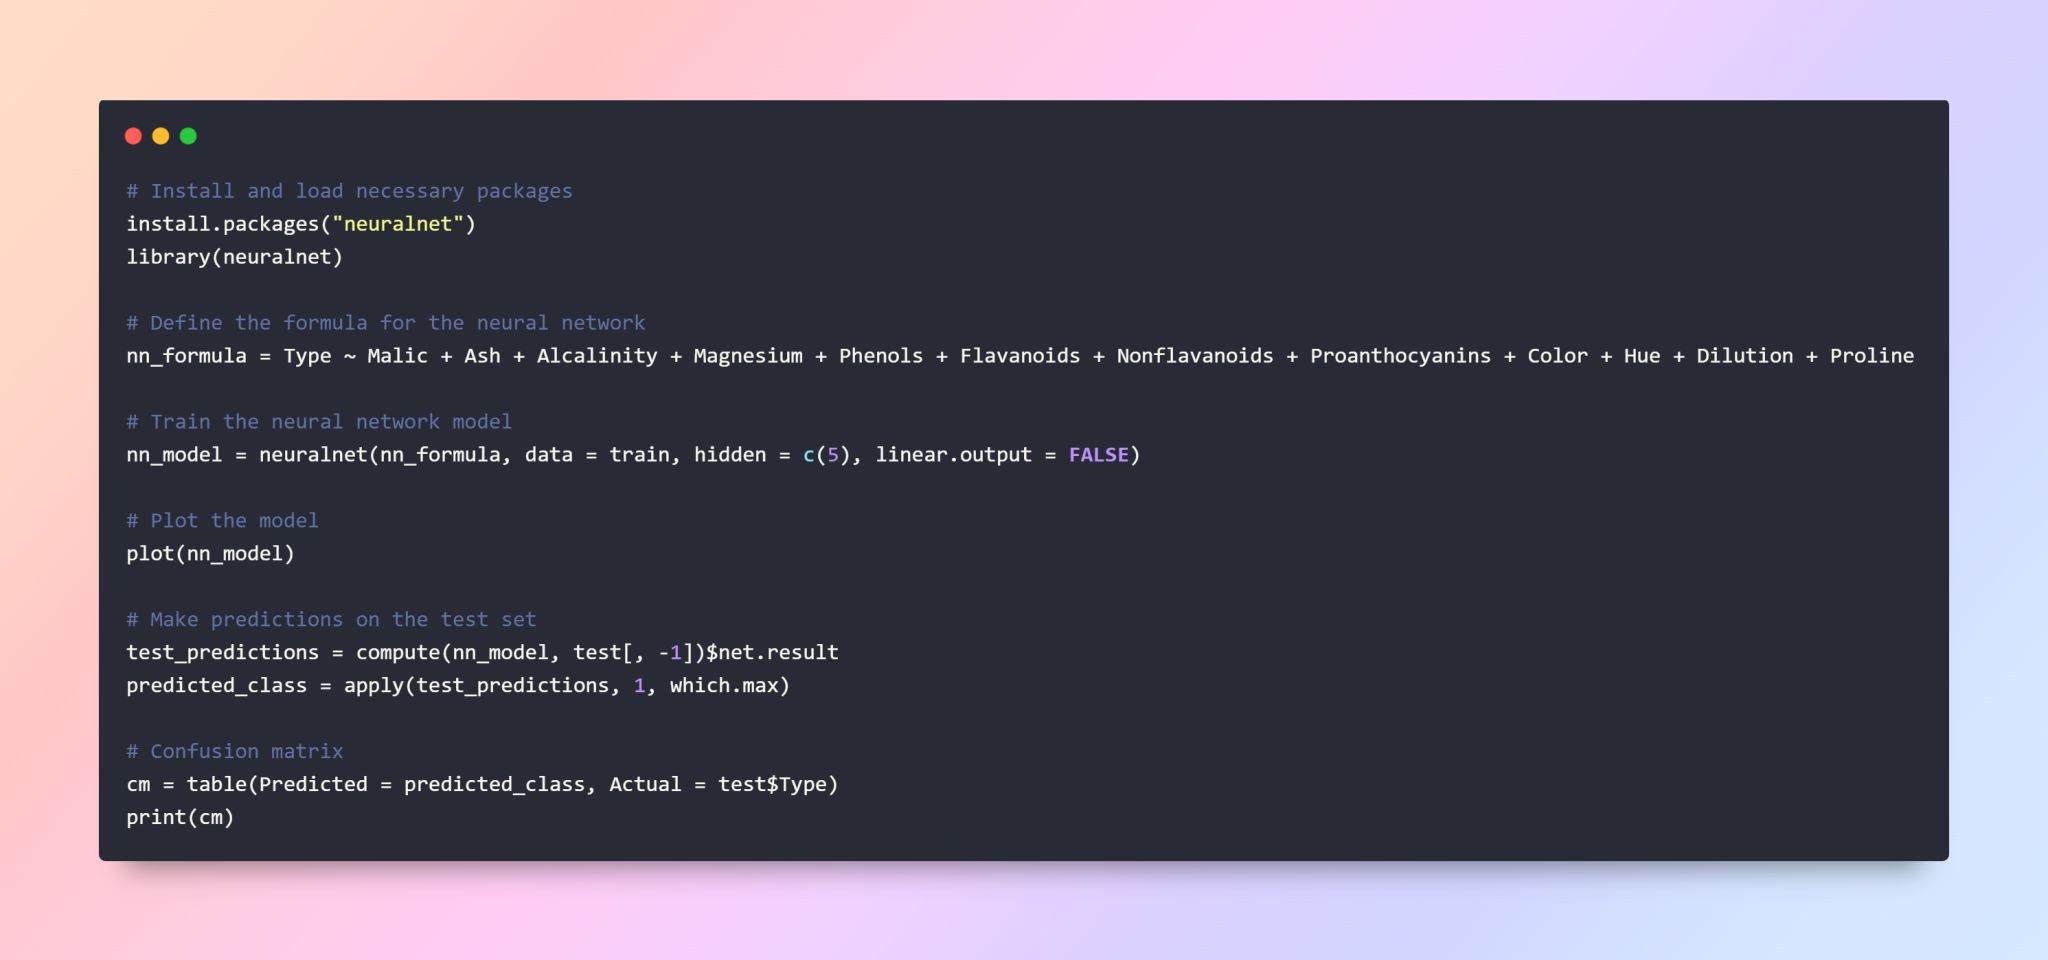 # Install and load necessary packages
install.packages("neuralnet")
library(neuralnet)
# Define the formula for the neural network
nn_formula = Type ~ Malic + Ash + Alcalinity + Magnesium + Phenols + Flavanoids + Nonflavanoids + Proanthocyanins + Color + Hue + Dilution + Proline
# Train the neural network model
nn_model = neuralnet(nn_formula, data = train, hidden = c(5), linear.output = FALSE)
# Plot the model
plot(nn_model)
# Make predictions on the test set
test_predictions = compute(nn_model, test[, -1])$net.result
predicted_class = apply(test_predictions, 1, which.max)
# Confusion matrix
cm = table(Predicted = predicted_class, Actual = test$Type)
print(cm)